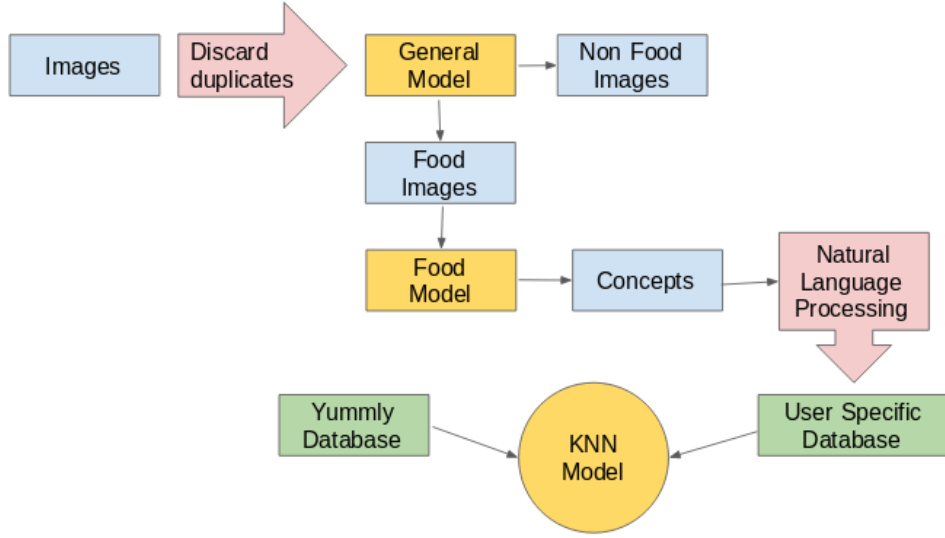 Images
Discard
duplicates
General
Model
Non Food
Images
Food
Images
Food
Model
Concepts
Natural
Language
Processing
Yummly
Database
KNN
Model
User Specific
Database